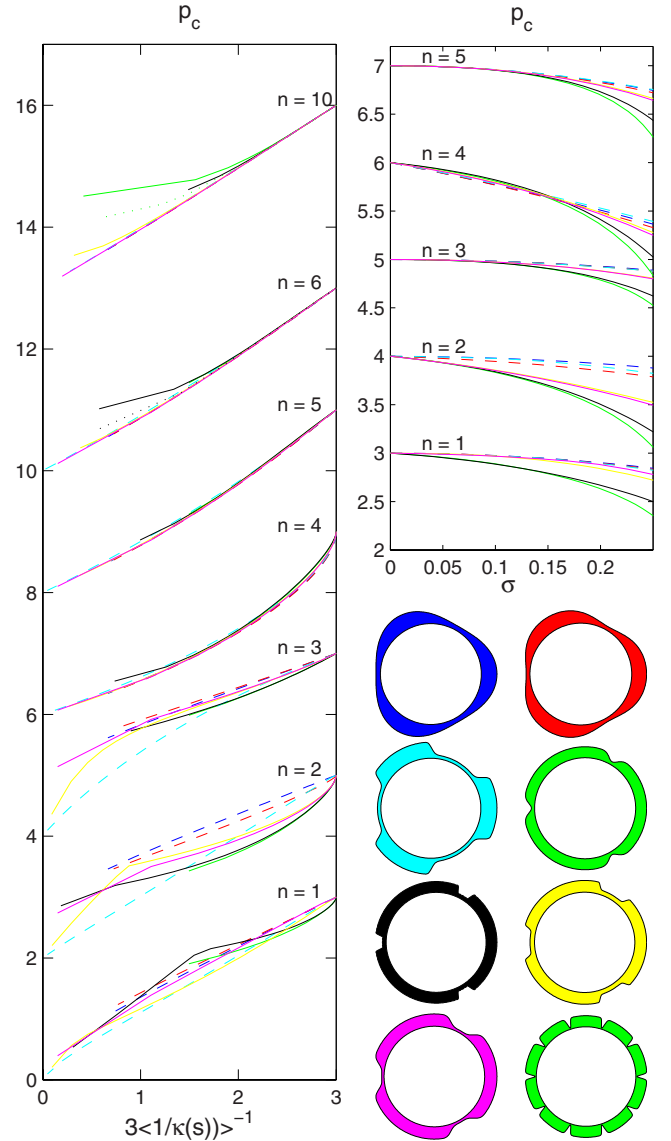 p_c
16
14
12
10
8
6
4
2
0
n = 10
n = 6
n = 5
n = 4
n = 3
n = 2
n = 1
0
1
2
3
3<1/κ(s))>^-1
p_c
7
6.5
6
5.5
5
4.5
4
3.5
3
2.5
2
n = 5
n = 4
n = 3
n = 2
n = 1
0
0.05
0.1
0.15
0.2
σ